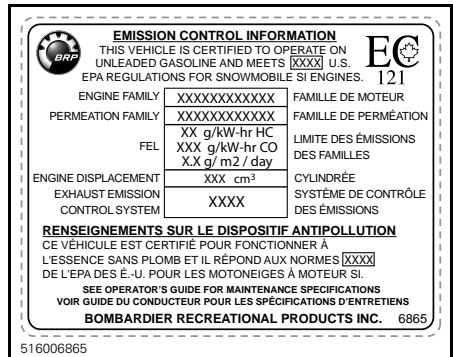 EMISSION CONTROL INFORMATION
THIS VEHICLE IS CERTIFIED TO OPERATE ON
UNLEADED GASOLINE AND MEETS XXXX U.S.
EPA REGULATIONS FOR SNOWMOBILE SI ENGINES.
BRP
EC
121
ENGINE FAMILY XXXXXXXXXXXX FAMILLE DE MOTEUR
PERMEATION FAMILY XXXXXXXXXXXX FAMILLE DE PERMÉATION
FEL
XX g/kW-hr HC
XXX g/kW-hr CO
X.X g/ m2 / day
LIMITE DES ÉMISSIONS
DES FAMILLES
ENGINE DISPLACEMENT XXX cm³ CYLINDRÉE
EXHAUST EMISSION
CONTROL SYSTEM
XXXX
SYSTÈME DE CONTRÔLE
DES ÉMISSIONS
RENSEIGNEMENTS SUR LE DISPOSITIF ANTIPOLLUTION
CE VÉHICULE EST CERTIFIÉ POUR FONCTIONNER À
L'ESSENCE SANS PLOMB ET IL RÉPOND AUX NORMES XXXX
DE L'EPA DES É.-U. POUR LES MOTONEIGES À MOTEUR SI.
SEE OPERATOR'S GUIDE FOR MAINTENANCE SPECIFICATIONS
VOIR GUIDE DU CONDUCTEUR POUR LES SPÉCIFICATIONS D'ENTRETIENS
BOMBARDIER RECREATIONAL PRODUCTS INC. 6865
516006865